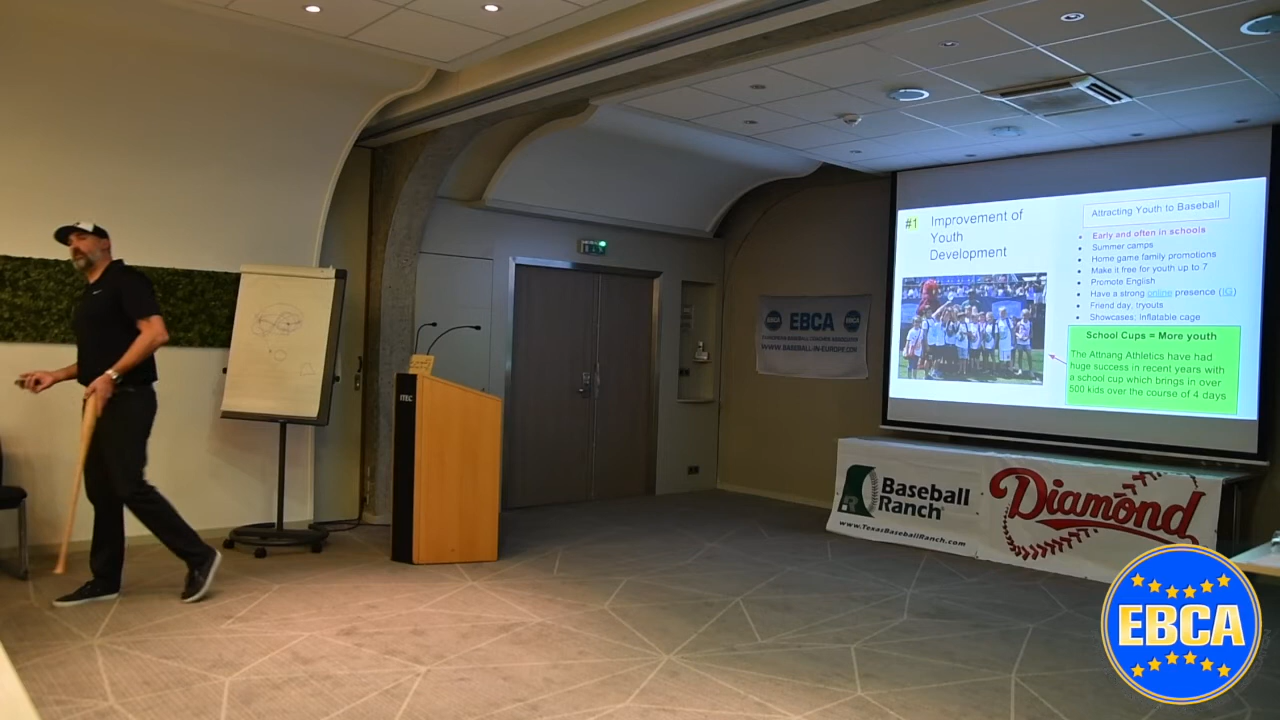 #1
Improvement of
Youth
Development
Attracting Youth to Baseball
Early and often in schools
Summer camps
Home game family promotions
Make it free for youth up to 7
Promote English
Have a strong online presence (IG)
Friend day, tryouts
Showcases; Inflatable cage
School Cups = More youth
The Attnang Athletics have had
huge success in recent years with
a school cup which brings in over
500 kids over the course of 4 days
EBCA
EUROPEAN BASEBALL COACHES ASSOCIATION
WWW.BASEBALL-IN-EUROPE.COM
R
Baseball
Ranch
www.TexasBaseballRanch.com
Diamond
EBCA